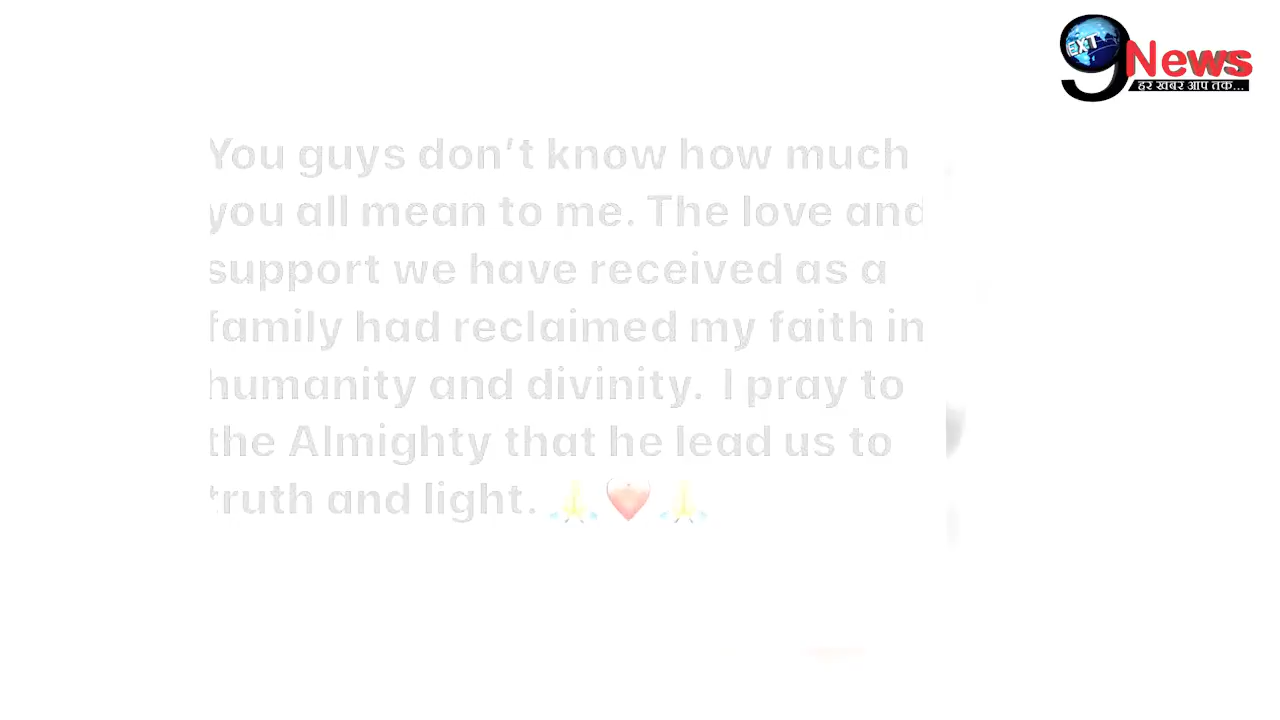 EXT
9 News
हर खबर आप तक...
You guys don't know how much
you all mean to me. The love and
support we have received as a
family had reclaimed my faith in
humanity and divinity. I pray to
the Almighty that he lead us to
truth and light. 🙏❤️🙏